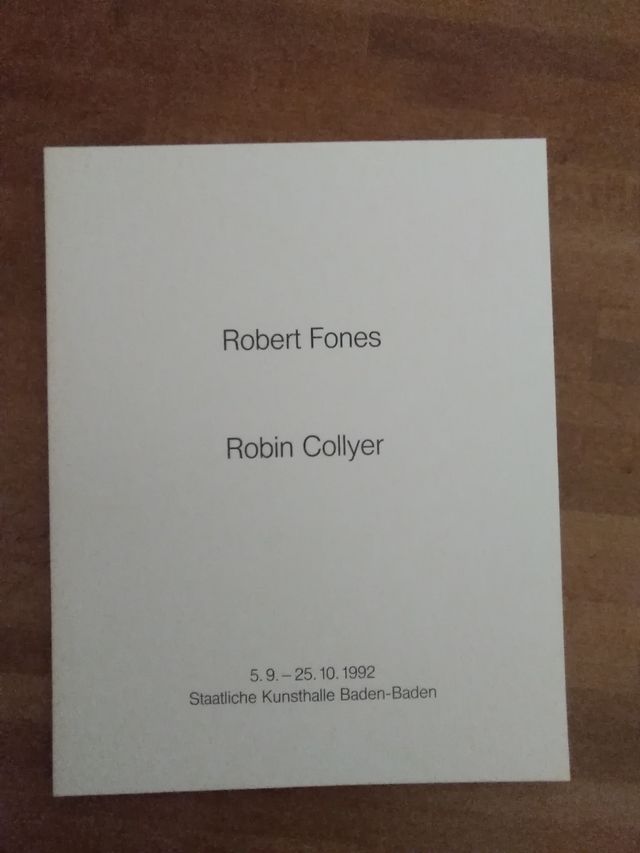 Robert Fones
Robin Collyer
5. 9. – 25. 10. 1992
Staatliche Kunsthalle Baden-Baden